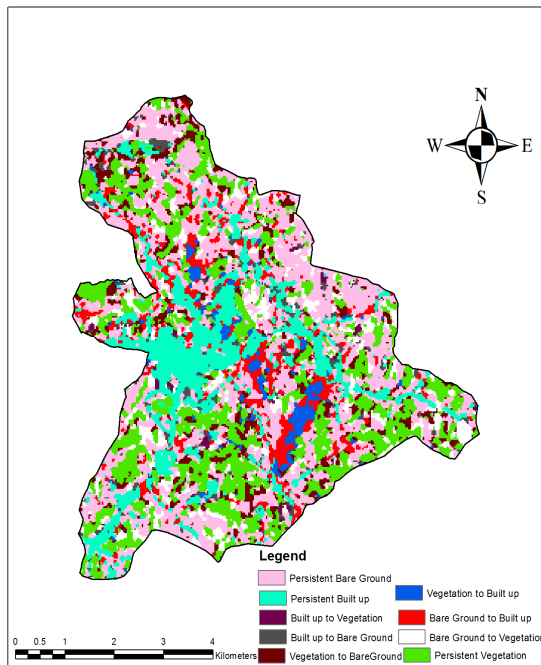 N
W E
S
Legend
Persistent Bare Ground
Vegetation to Built up
Persistent Built up
Built up to Vegetation
Bare Ground to Built up
Built up to Bare Ground
Bare Ground to Vegetation
Vegetation to BareGround
Persistent Vegetation
0 0.5 1 2 3 4
Kilometers